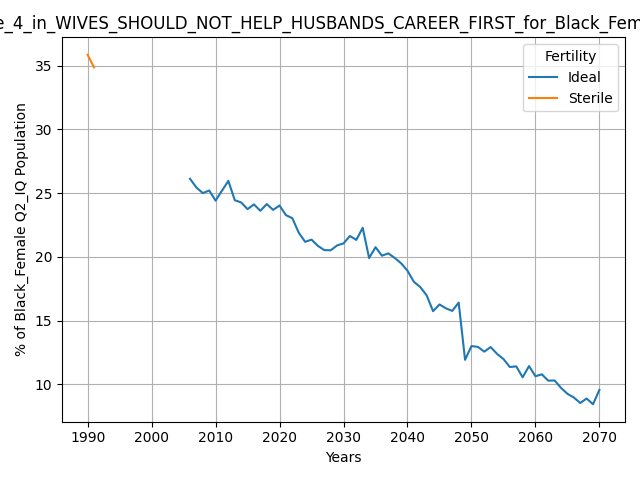 e_4_in_WIVES_SHOULD_NOT_HELP_HUSBANDS_CAREER_FIRST_for_Black_Fem
Fertility
Ideal
Sterile
% of Black_Female Q2_IQ Population
35
30
25
20
15
10
1990 2000 2010 2020 2030 2040 2050 2060 2070
Years